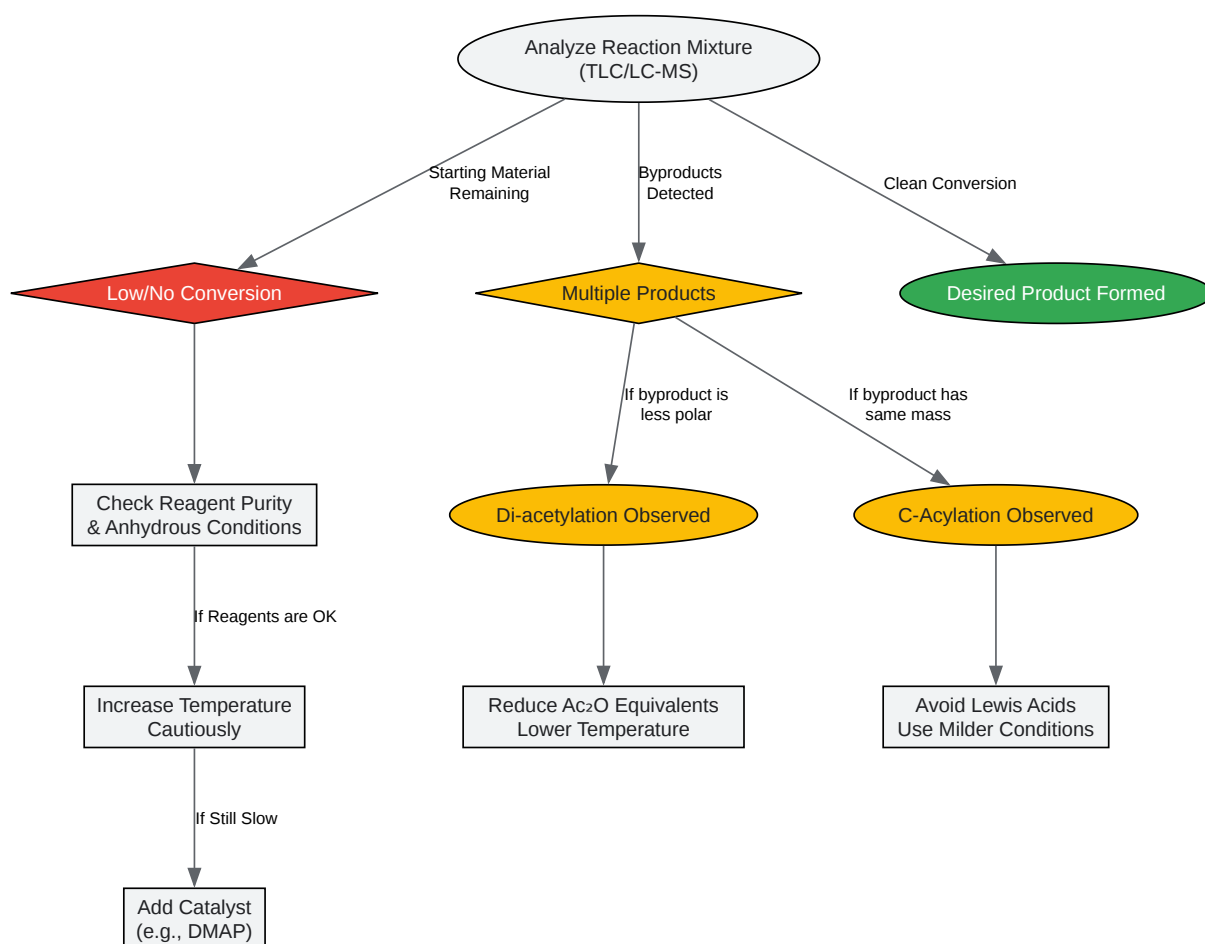 Analyze Reaction Mixture
(TLC/LC-MS)
Starting Material
Remaining
Byproducts
Detected
Clean Conversion
Low/No Conversion
Multiple Products
Desired Product Formed
If byproduct is
less polar
If byproduct has
same mass
Check Reagent Purity
& Anhydrous Conditions
Di-acetylation Observed
C-Acylation Observed
If Reagents are OK
Increase Temperature
Cautiously
Reduce Ac₂O Equivalents
Lower Temperature
Avoid Lewis Acids
Use Milder Conditions
If Still Slow
Add Catalyst
(e.g., DMAP)